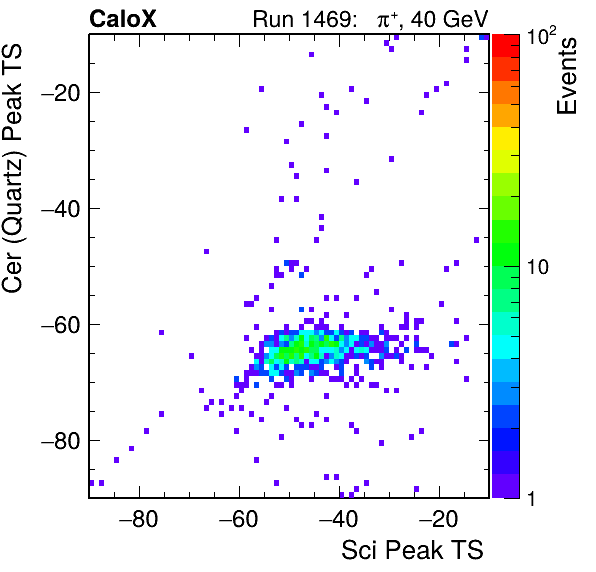 CaloX Run 1469: π⁺, 40 GeV
Cer (Quartz) Peak TS
−20
−40
−60
−80
−80 −60 −40 −20
Sci Peak TS
10²
10
1
Events